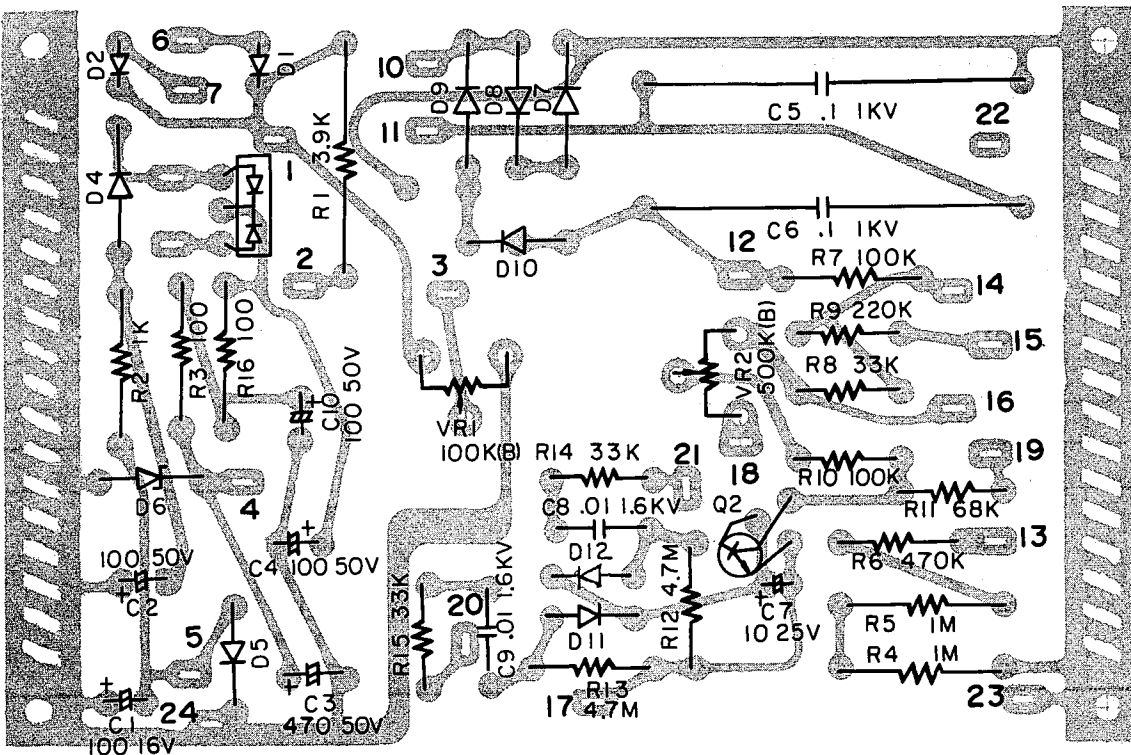 D2
6
7
D1
10
11
D9
D8
D7
C5 .1 1KV
22
D4
1
R1 3.9K
2
3
D10
C6 .1 1KV
12
R7 100K
14
R2 1K
R3 100
R16 100
C10
100 50V
VR1
100K(B)
VR2
500K(B)
R9 220K
15
R8 33K
16
D6
4
R14 33K
21
18
R10 100K
19
R11 68K
100 50V
C2
C4 100 50V
C8 .01 1.6KV
D12
Q2
13
R6 470K
R15 33K
20
C9 .01 1.6KV
D11
R12 4.7M
C7
10 25V
R5 1M
5
D5
R4 1M
C1
100 16V
24
C3
470 50V
17
R13
4.7M
23